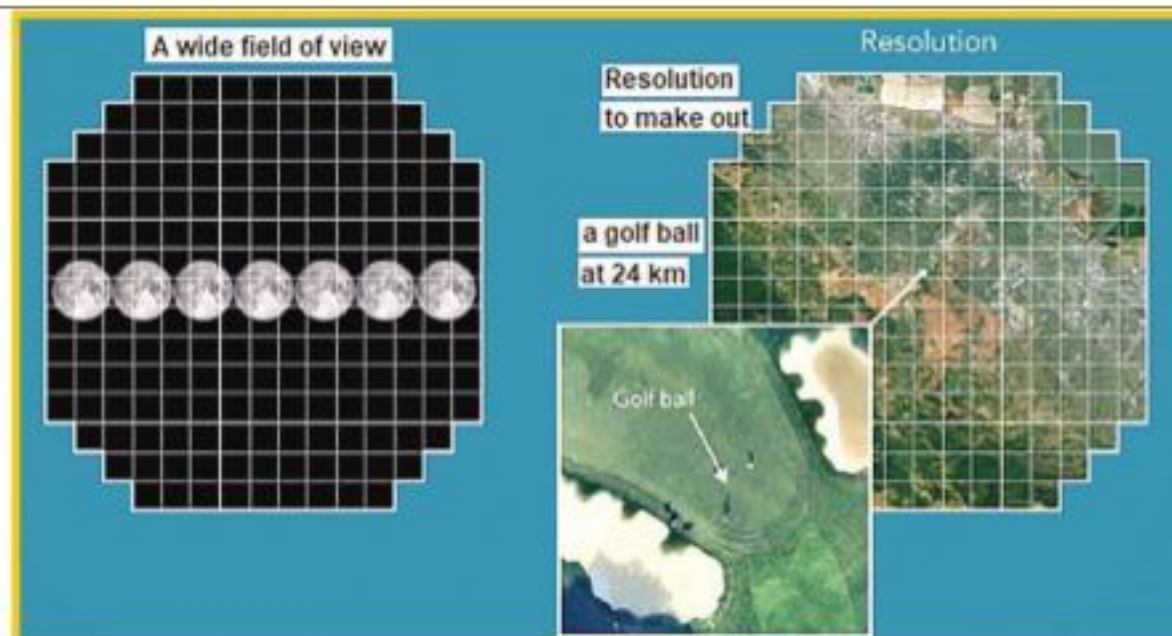 A wide field of view
Resolution
Resolution
to make out
a golf ball
at 24 km
Golf ball